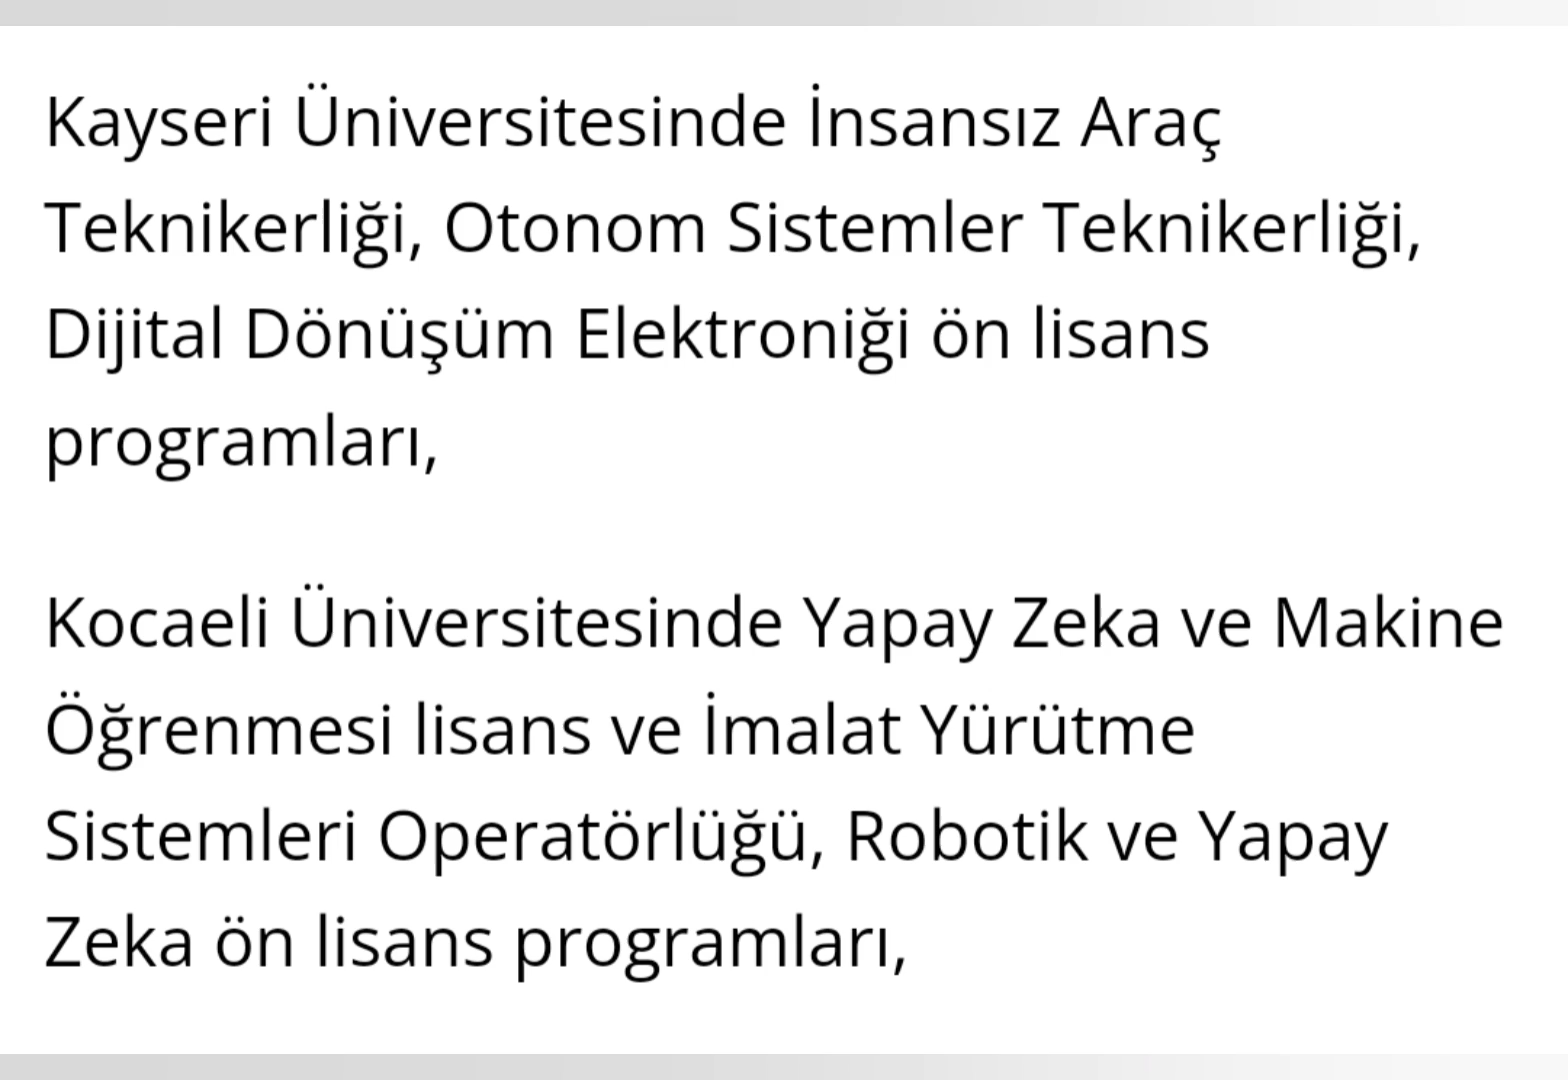 Kayseri Üniversitesinde İnsansız Araç
Teknikerliği, Otonom Sistemler Teknikerliği,
Dijital Dönüşüm Elektroniği ön lisans
programları,
Kocaeli Üniversitesinde Yapay Zeka ve Makine
Öğrenmesi lisans ve İmalat Yürütme
Sistemleri Operatörlüğü, Robotik ve Yapay
Zeka ön lisans programları,